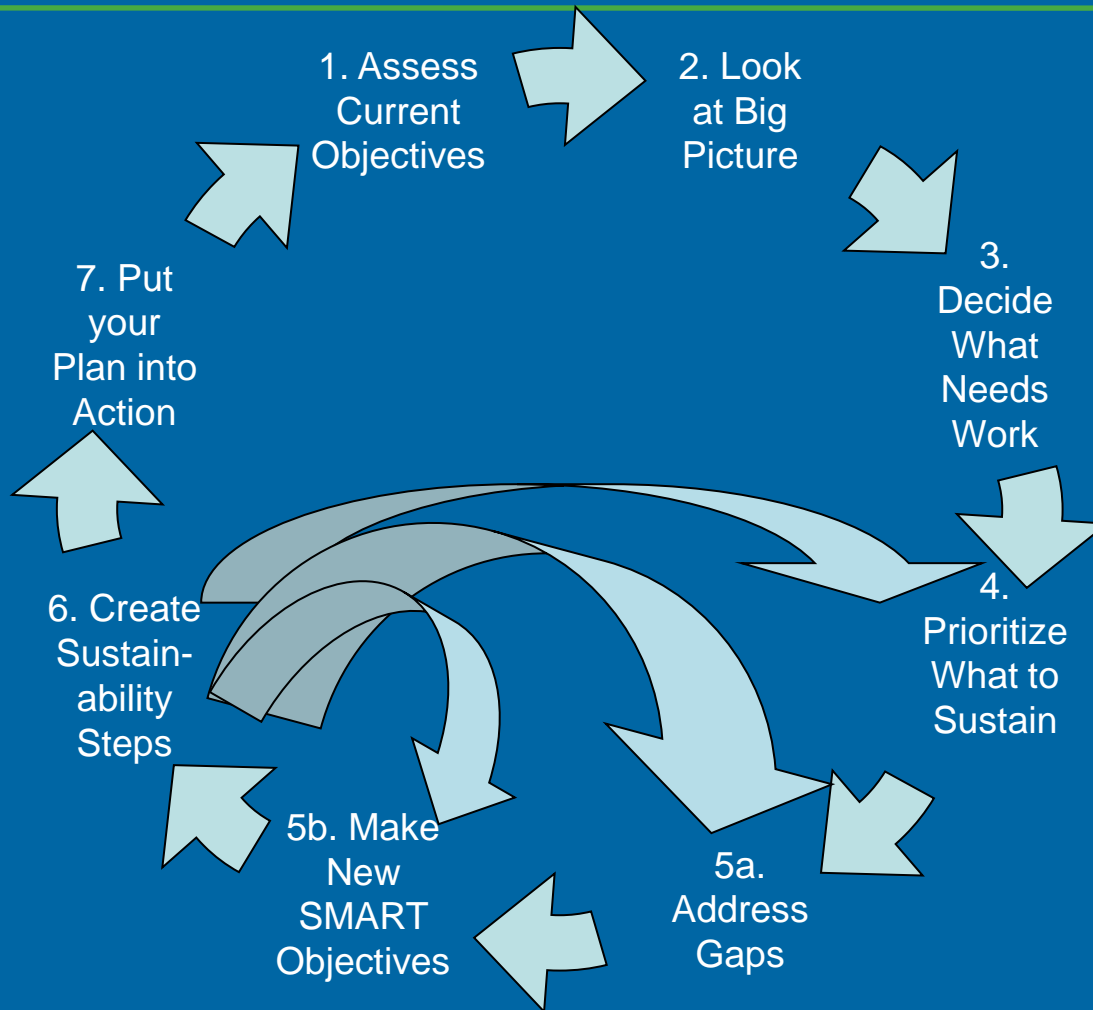 1. Assess
Current
Objectives
2. Look
at Big
Picture
3.
Decide
What
Needs
Work
4.
Prioritize
What to
Sustain
5a.
Address
Gaps
5b. Make
New
SMART
Objectives
6. Create
Sustain-
ability
Steps
7. Put
your
Plan into
Action